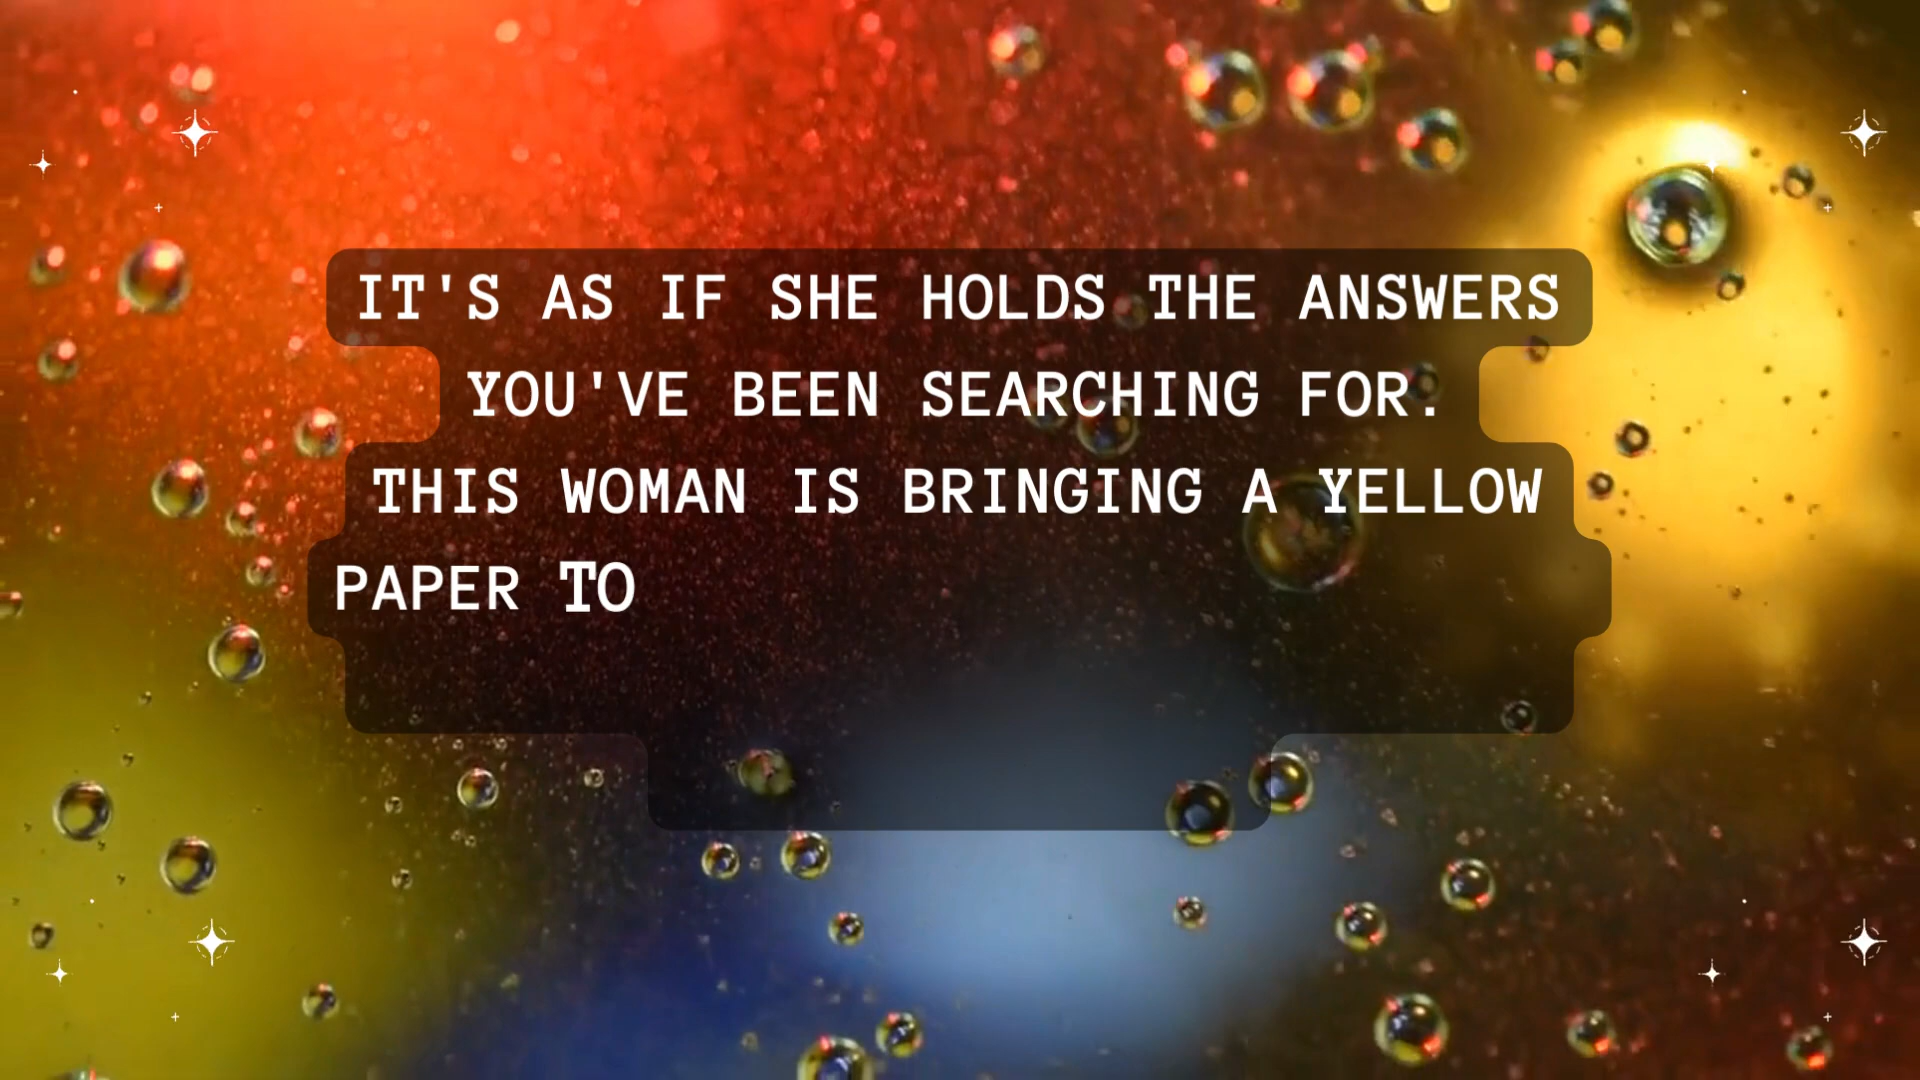 IT'S AS IF SHE HOLDS THE ANSWERS
YOU'VE BEEN SEARCHING FOR.
THIS WOMAN IS BRINGING A YELLOW
PAPER TO